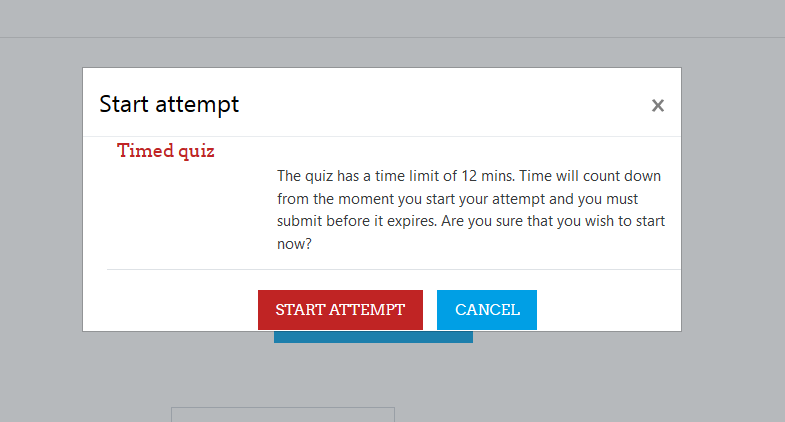 Start attempt ×
Timed quiz
The quiz has a time limit of 12 mins. Time will count down
from the moment you start your attempt and you must
submit before it expires. Are you sure that you wish to start
now?
START ATTEMPT CANCEL